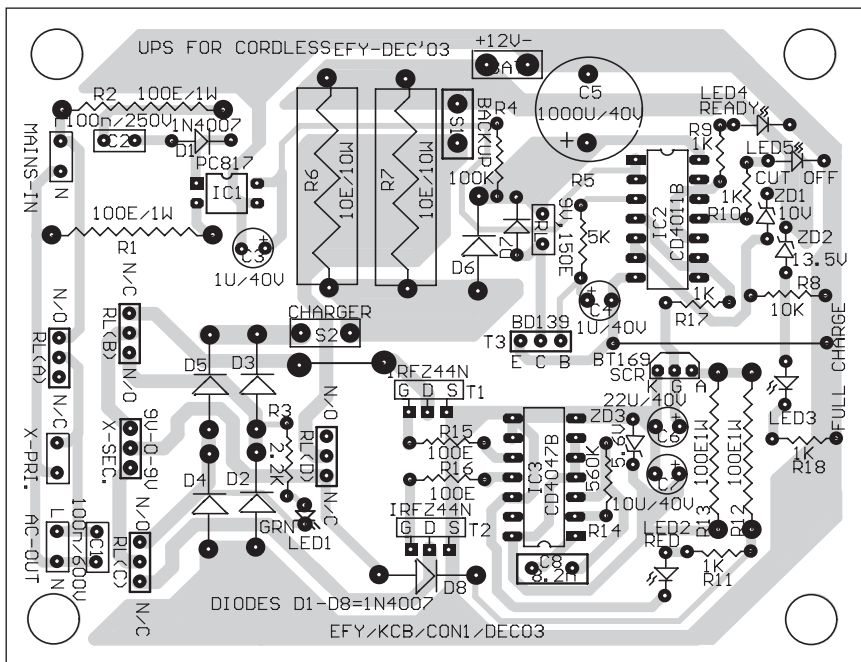 UPS FOR CORDLESS EFY-DEC'03
+12V-
BAT
R2 100E/1W
100n/250V
C2
1N4007
D1
MAINS-IN
N
PC817
IC1
100E/1W
R1
C3
1U/40V
R6
10E/10W
R7
10E/10W
S1
BACKUP
R4
100K
C5
1000U/40V
LED4
READY
R9
1K
LED5
CUT OFF
1K
R10
ZD1
10V
ZD2
13.5V
R8
10K
R5
5K
IC2
CD4011B
RL
9V,150E
ZD
D6
C4
1U/40V
1K
R17
CHARGER
S2
N/C
RL(B)
N/O
N/O
RL(A)
N/C
D5
D3
T3
BD139
E C B
BT169
SCR
K G A
FULL CHARGE
LED3
1K
R18
IRFZ44N
G D S T1
R3
2.2K
N/O
RL(D)
N/C
R15
100E
R16
100E
IC3
CD4047B
ZD3
5.6V
22U/40V
C6
C7
10U/40V
560K
R14
100E1W
R13
100E1W
R12
X-PRI.
9V-0-9V
X-SEC.
D4
D2
GRN
LED1
IRFZ44N
G D S T2
D8
C8
8.2n
LED2
RED
1K
R11
AC-OUT
L
N
C1
100n/600V
N/O
RL(C)
N/C
DIODES D1-D8=1N4007
EFY/KCB/CON1/DEC03